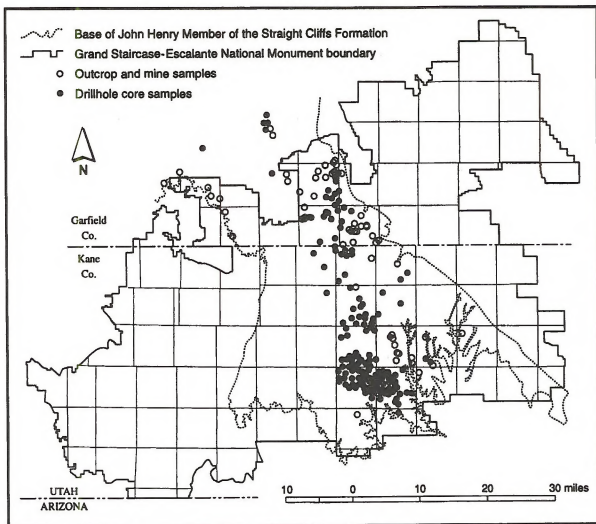 Base of John Henry Member of the Straight Cliffs Formation
Grand Staircase-Escalante National Monument boundary
Outcrop and mine samples
Drillhole core samples
N
Garfield
Co.
Kane
Co.
UTAH
ARIZONA
10 0 10 20 30 miles